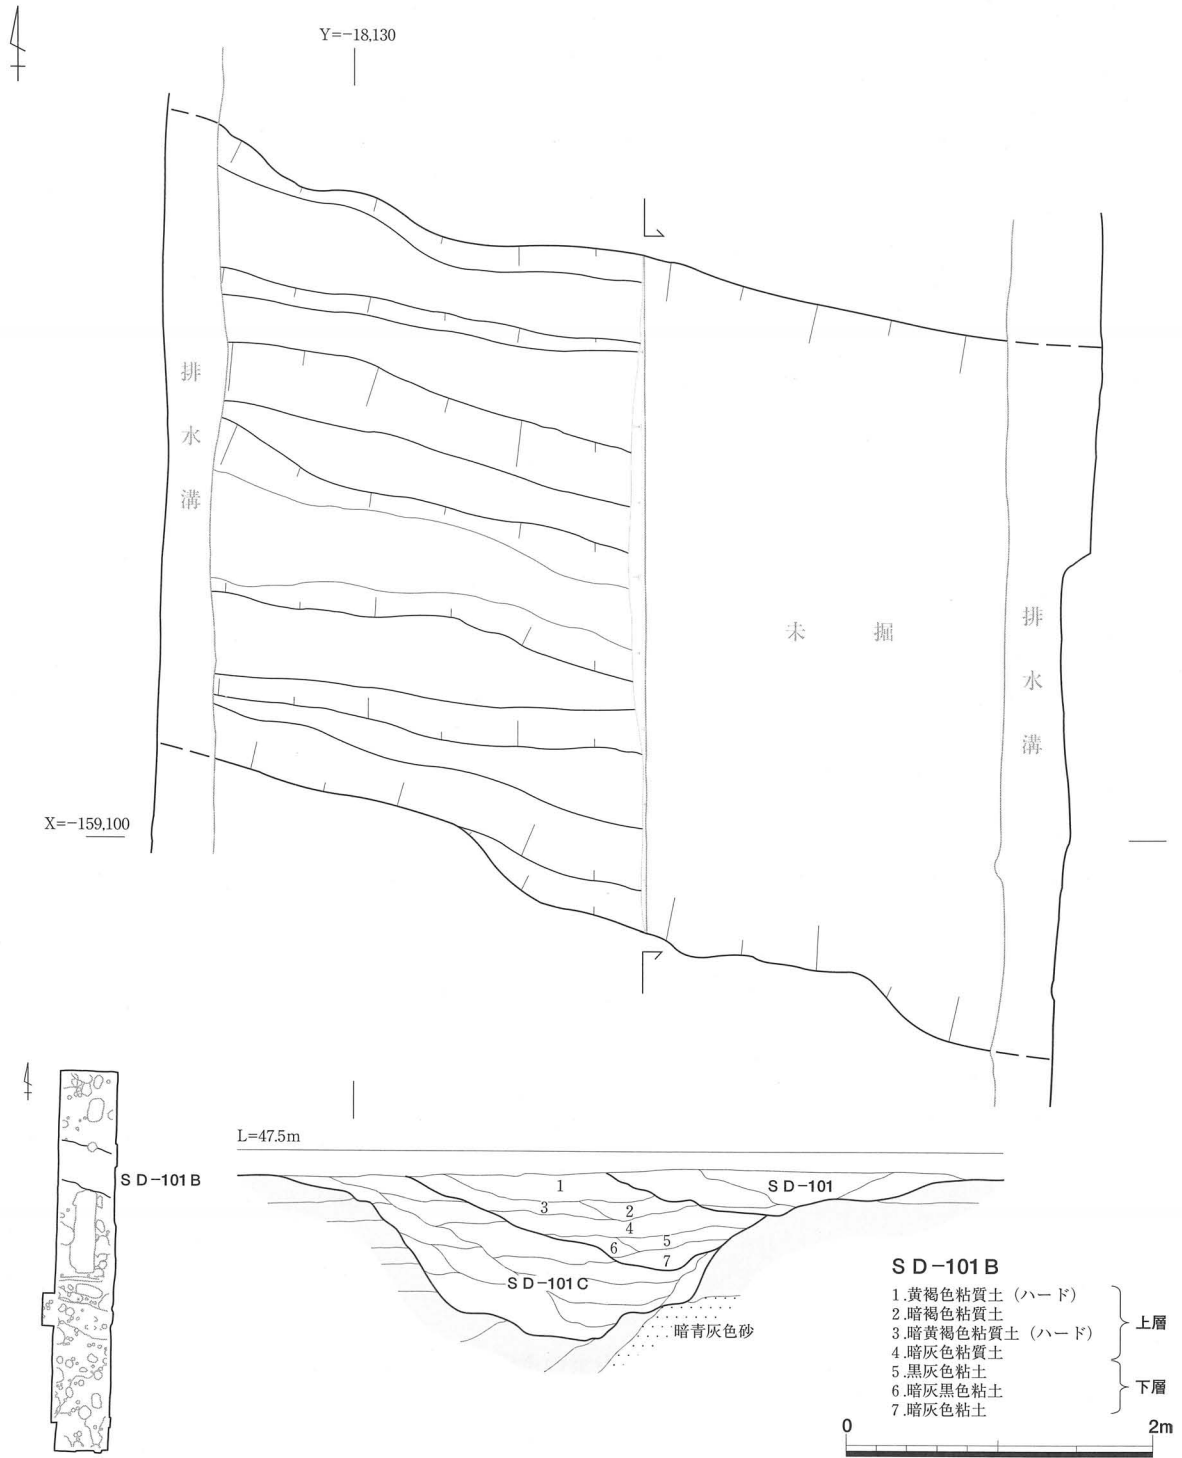 Y=-18,130
排水溝
未掘
排水溝
X=-159,100
SD-101B
L=47.5m
1
SD-101
3
2
4
5
6
7
SD-101C
暗青灰色砂
SD-101B
1.黄褐色粘質土（ハード）
2.暗褐色粘質土
3.暗黄褐色粘質土（ハード）
4.暗灰色粘質土
上層
5.黒灰色粘土
6.暗灰黒色粘土
7.暗灰色粘土
下層
0 2m